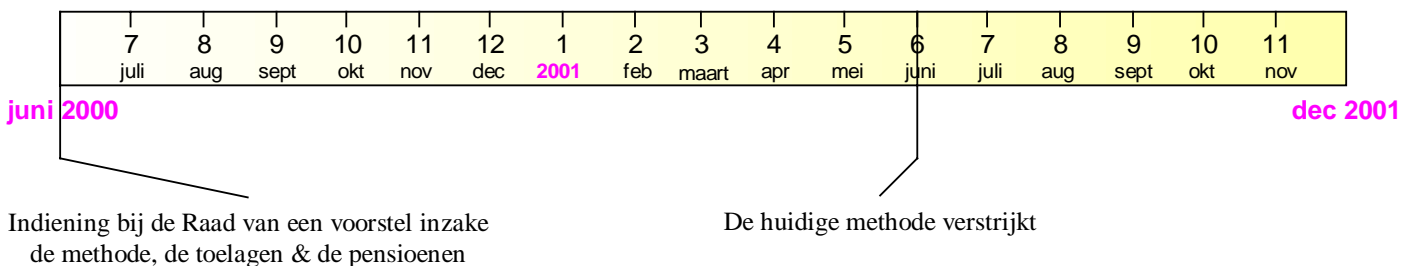 7 8 9 10 11 12 1 2 3 4 5 6 7 8 9 10 11
juli aug sept okt nov dec 2001 feb maart apr mei juni juli aug sept okt nov
juni 2000 dec 2001
Indiening bij de Raad van een voorstel inzake
de methode, de toelagen & de pensioenen
De huidige methode verstrijkt